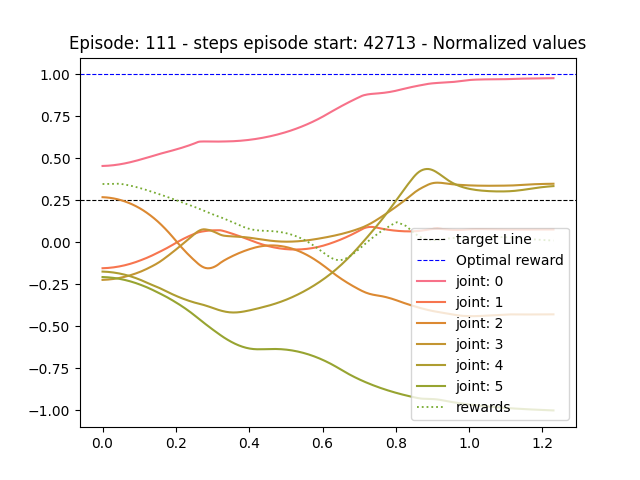 Episode: 111 - steps episode start: 42713 - Normalized values
1.00
0.75
0.50
0.25
0.00
−0.25
−0.50
−0.75
−1.00
target Line
Optimal reward
joint: 0
joint: 1
joint: 2
joint: 3
joint: 4
joint: 5
rewards
0.0 0.2 0.4 0.6 0.8 1.0 1.2